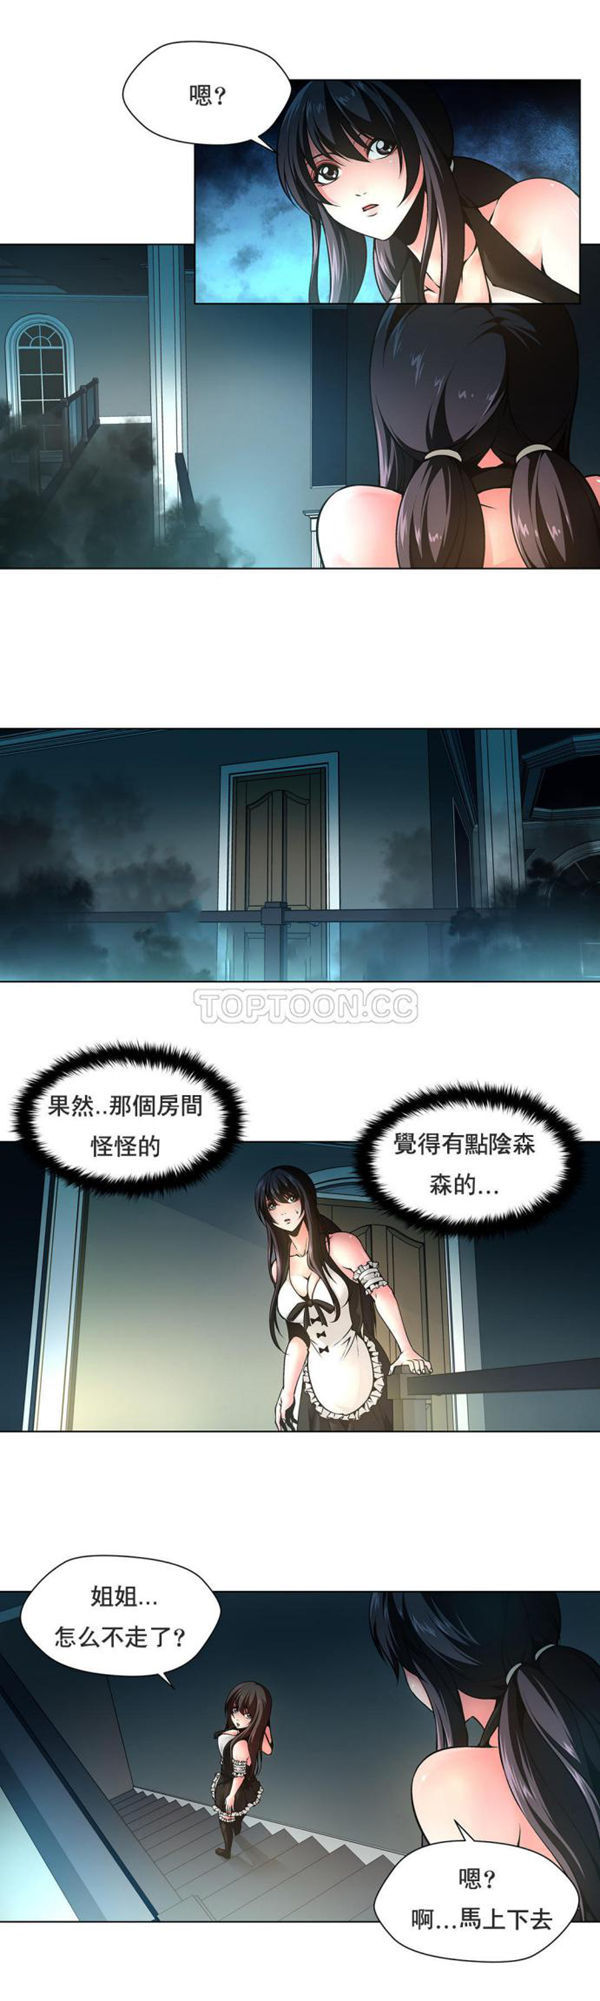 嗯?
TOPTOON.CC
果然..那個房間
怪怪的
覺得有點陰森
森的...
姐姐...
怎么不走了?
嗯?
啊...馬上下去